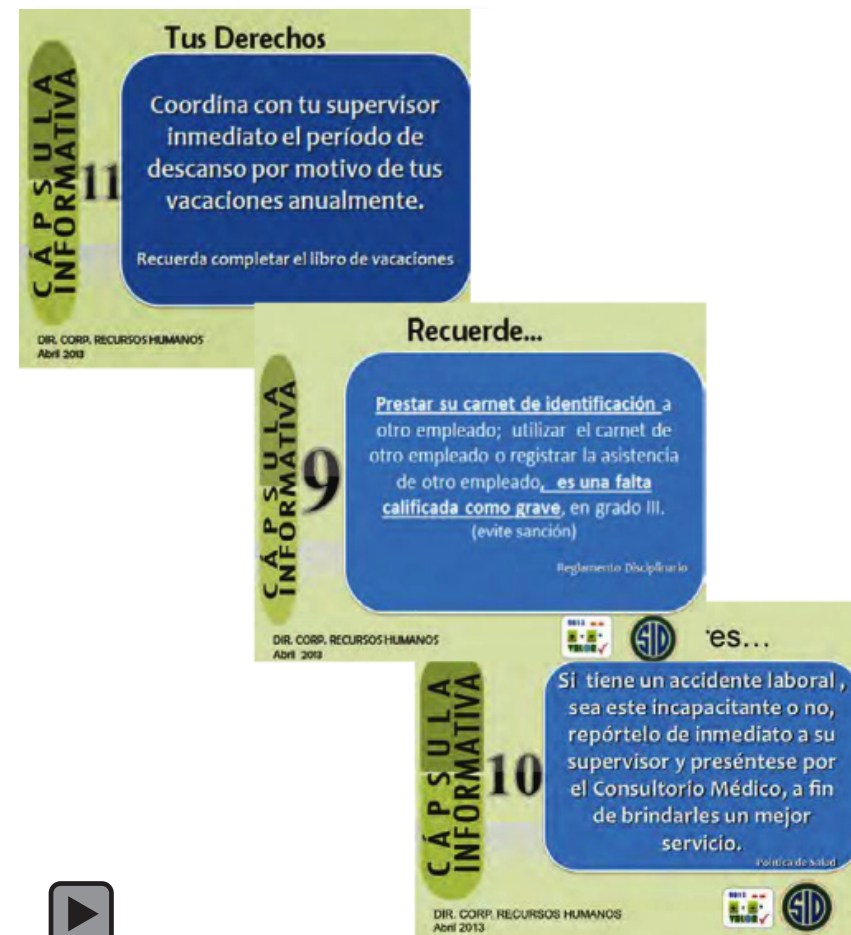 Tus Derechos
CÁPSULA
INFORMATIVA
11
Coordina con tu supervisor
inmediato el período de
descanso por motivo de tus
vacaciones anualmente.
Recuerda completar el libro de vacaciones
DIR. CORP. RECURSOS HUMANOS
Abril 2013
Recuerde...
CÁPSULA
INFORMATIVA
9
Prestar su carnet de identificación a
otro empleado; utilizar el carnet de
otro empleado o registrar la asistencia
de otro empleado, es una falta
calificada como grave, en grado III.
(evite sanción)
Reglamento Disciplinario
DIR. CORP. RECURSOS HUMANOS
Abril 2013
SID
es...
CÁPSULA
INFORMATIVA
10
Si tiene un accidente laboral,
sea este incapacitante o no,
repórtelo de inmediato a su
supervisor y preséntese por
el Consultorio Médico, a fin
de brindarles un mejor
servicio.
Política de Salud
DIR. CORP. RECURSOS HUMANOS
Abril 2013
SID